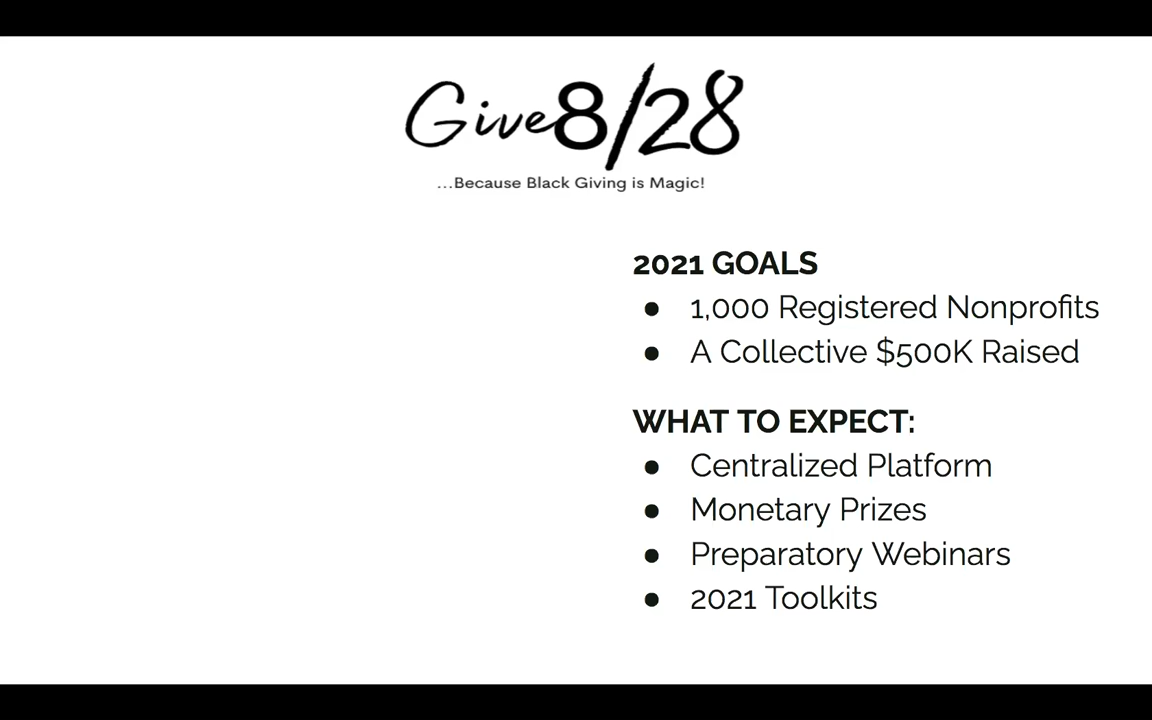 Give8/28
...Because Black Giving is Magic!
2021 GOALS
● 1,000 Registered Nonprofits
● A Collective $500K Raised
WHAT TO EXPECT:
● Centralized Platform
● Monetary Prizes
● Preparatory Webinars
● 2021 Toolkits